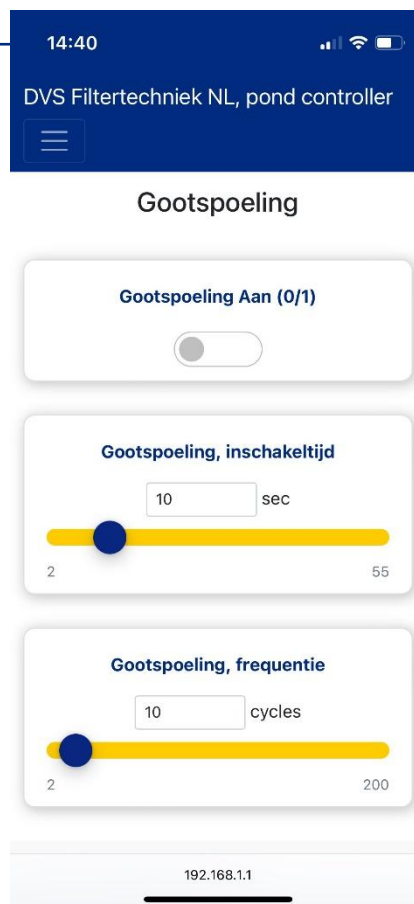 14:40
DVS Filtertechniek NL, pond controller
Gootspoeling
Gootspoeling Aan (0/1)
Gootspoeling, inschakeltijd
10 sec
2 55
Gootspoeling, frequentie
10 cycles
2 200
192.168.1.1